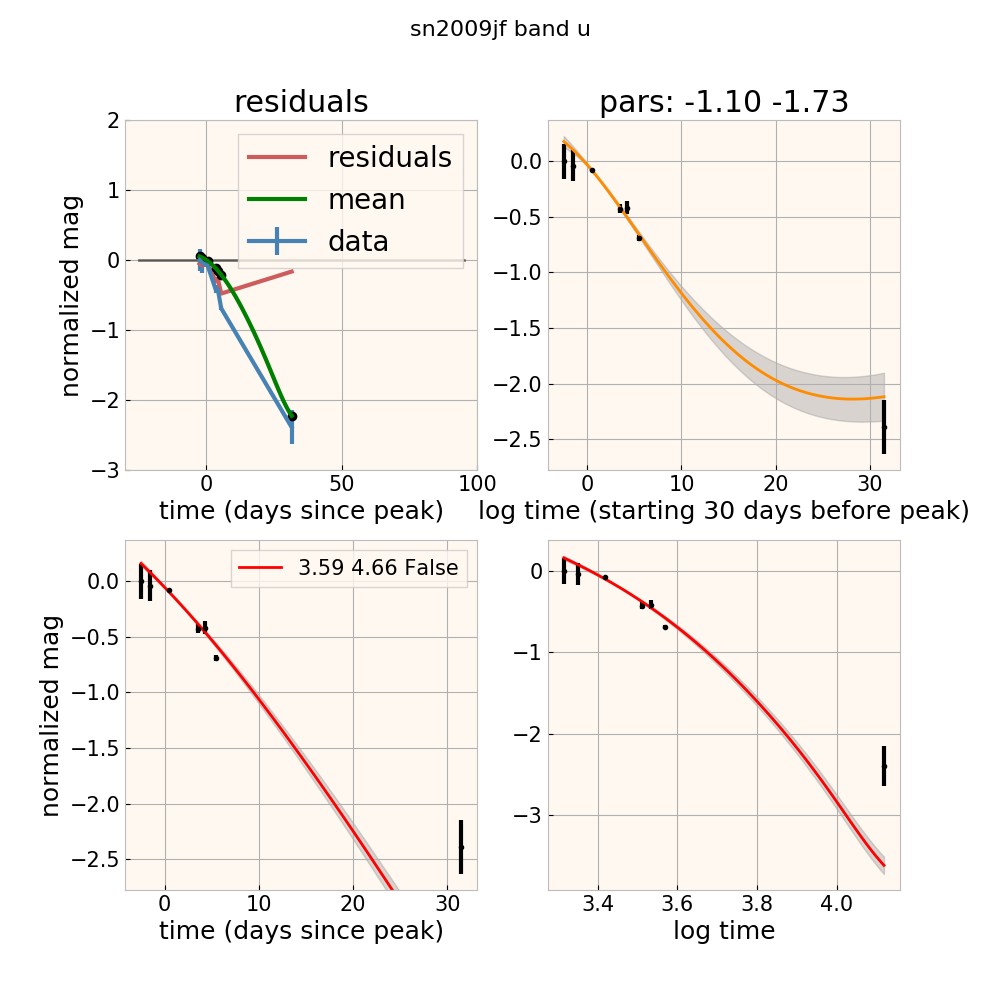 sn2009jf band u
residuals
pars: -1.10 -1.73
normalized mag
2
1
0
−1
−2
−3
residuals
mean
data
0
50
100
time (days since peak)
0.0
−0.5
−1.0
−1.5
−2.0
−2.5
0
10
20
30
log time (starting 30 days before peak)
normalized mag
0.0
−0.5
−1.0
−1.5
−2.0
−2.5
3.59 4.66 False
0
10
20
30
time (days since peak)
0
−1
−2
−3
3.4
3.6
3.8
4.0
log time